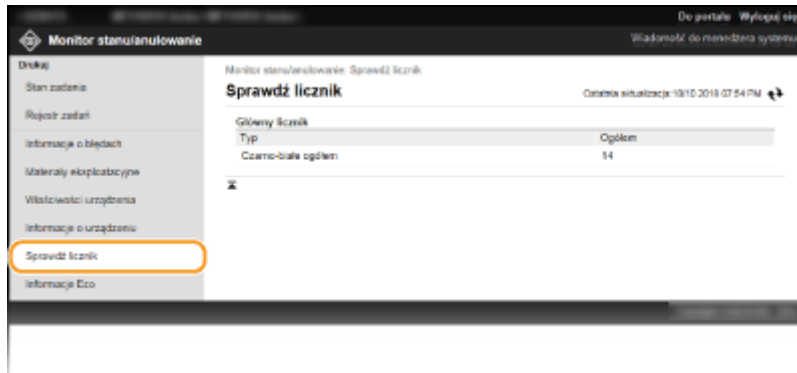 Do portalu Wyloguj się
Monitor stanu/anulowanie
Wiadomość do menedżera systemu
Drukuj
Stan zadania
Rejestr zadań
Informacje o błędach
Materiały eksploatacyjne
Właściwości urządzenia
Informacje o urządzeniu
Sprawdź licznik
Informacje Eco
Monitor stanu/anulowanie: Sprawdź licznik
Sprawdź licznik
Ostatnia aktualizacja:10/10 2018 07:54 PM
Główny licznik
Typ Ogółem
Czarno-białe ogółem 14